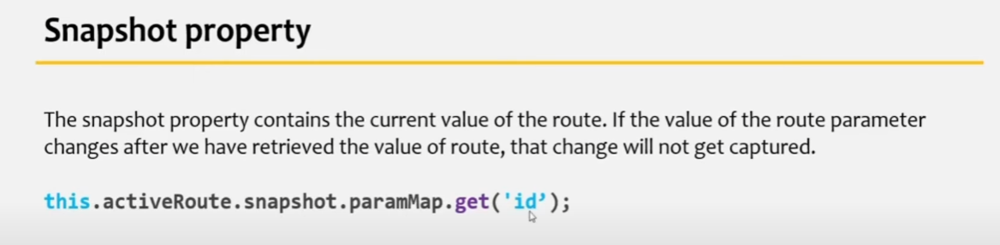 Snapshot property
The snapshot property contains the current value of the route. If the value of the route parameter
changes after we have retrieved the value of route, that change will not get captured.
this.activeRoute.snapshot.paramMap.get('id’);